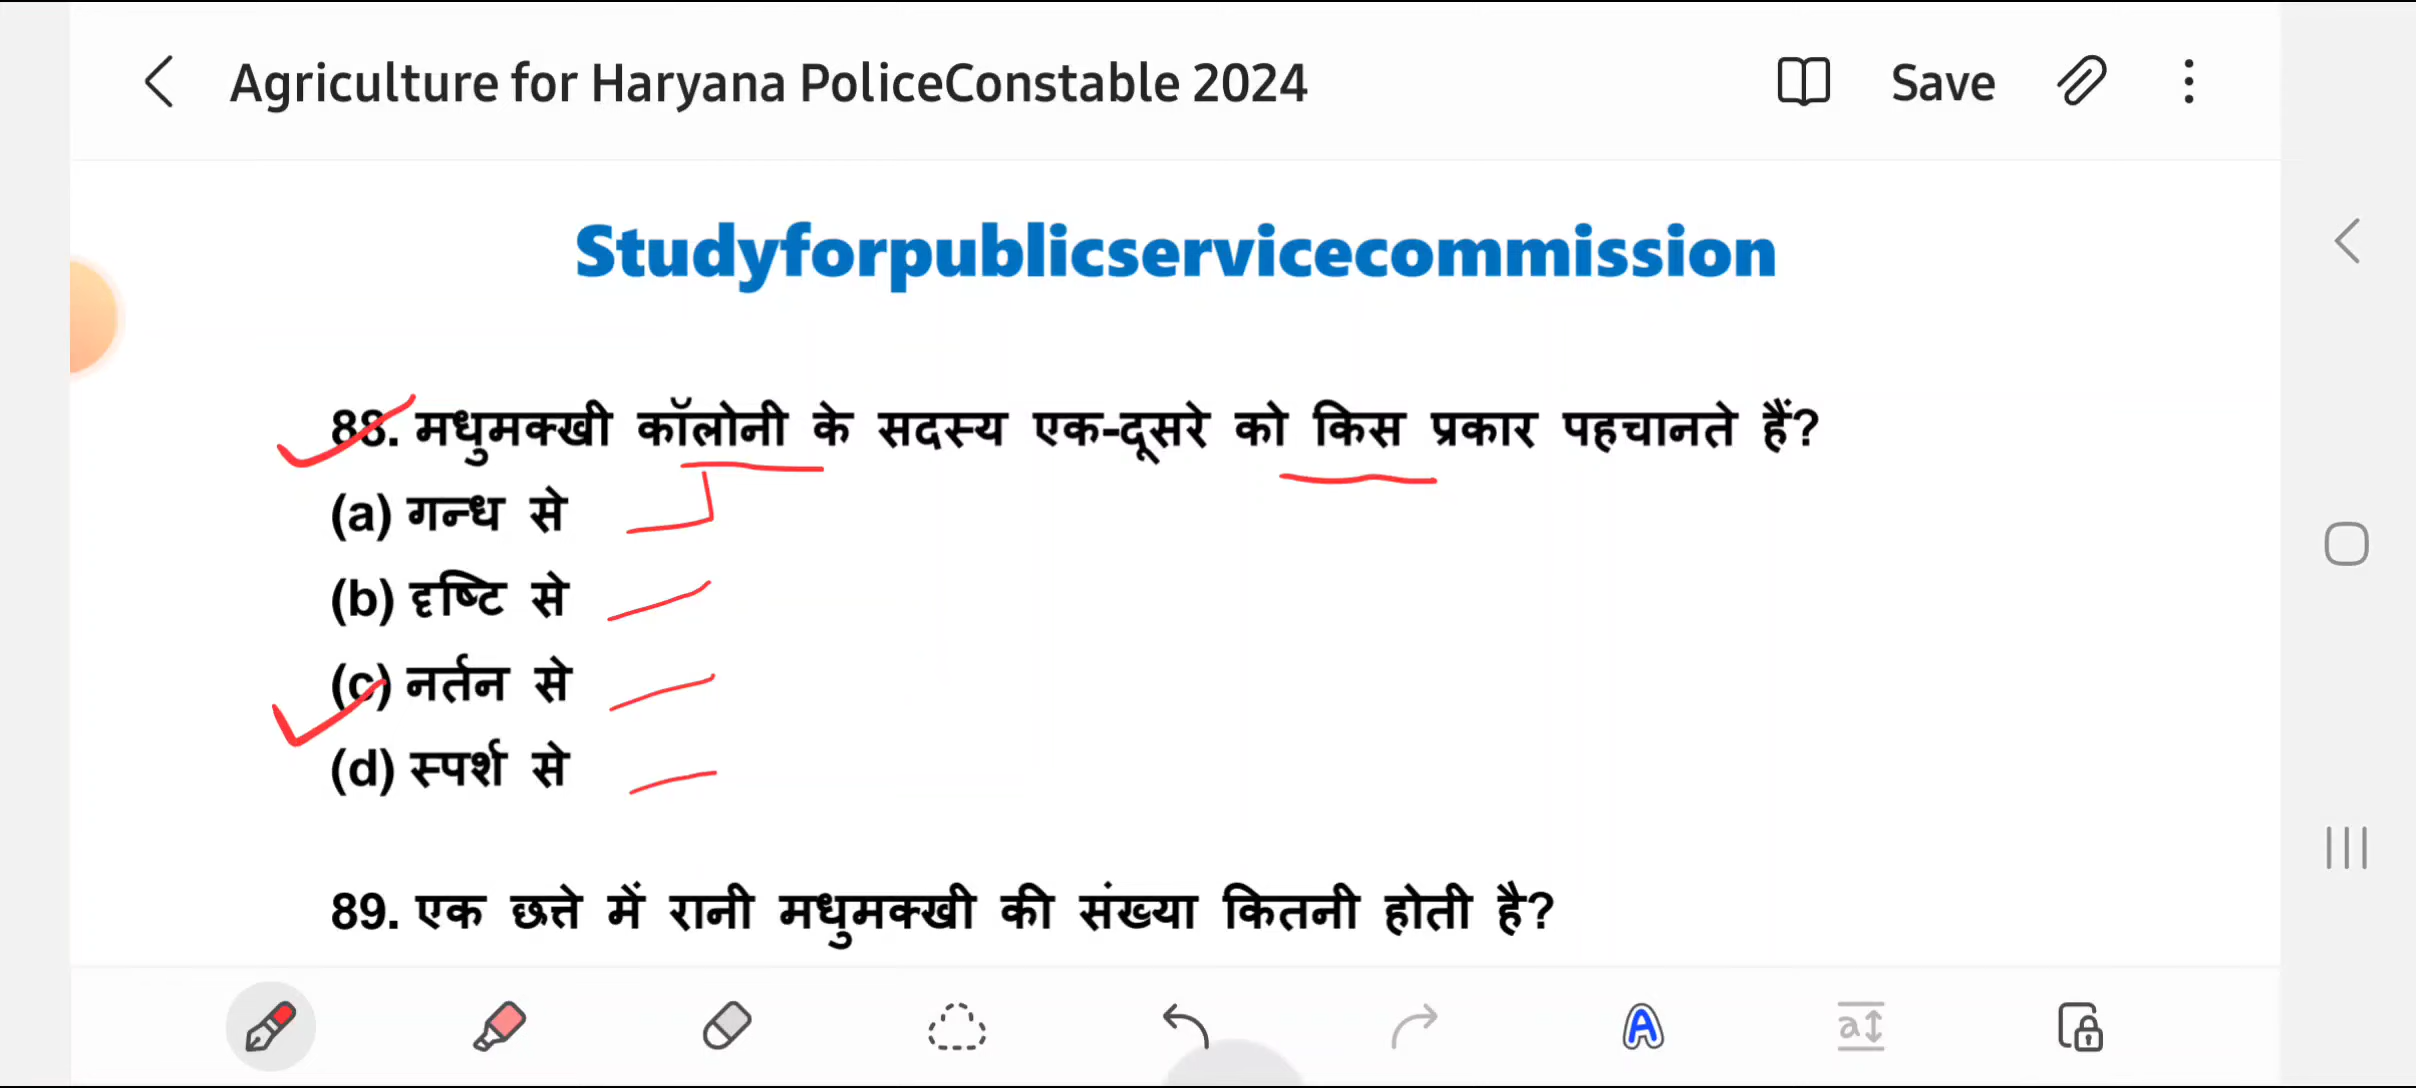 Agriculture for Haryana PoliceConstable 2024
Save
Studyforpublicservicecommission
88. मधुमक्खी कॉलोनी के सदस्य एक-दूसरे को किस प्रकार पहचानते हैं?
(a) गन्ध से
(b) दृष्टि से
(c) नर्तन से
(d) स्पर्श से
89. एक छत्ते में रानी मधुमक्खी की संख्या कितनी होती है?
A
a